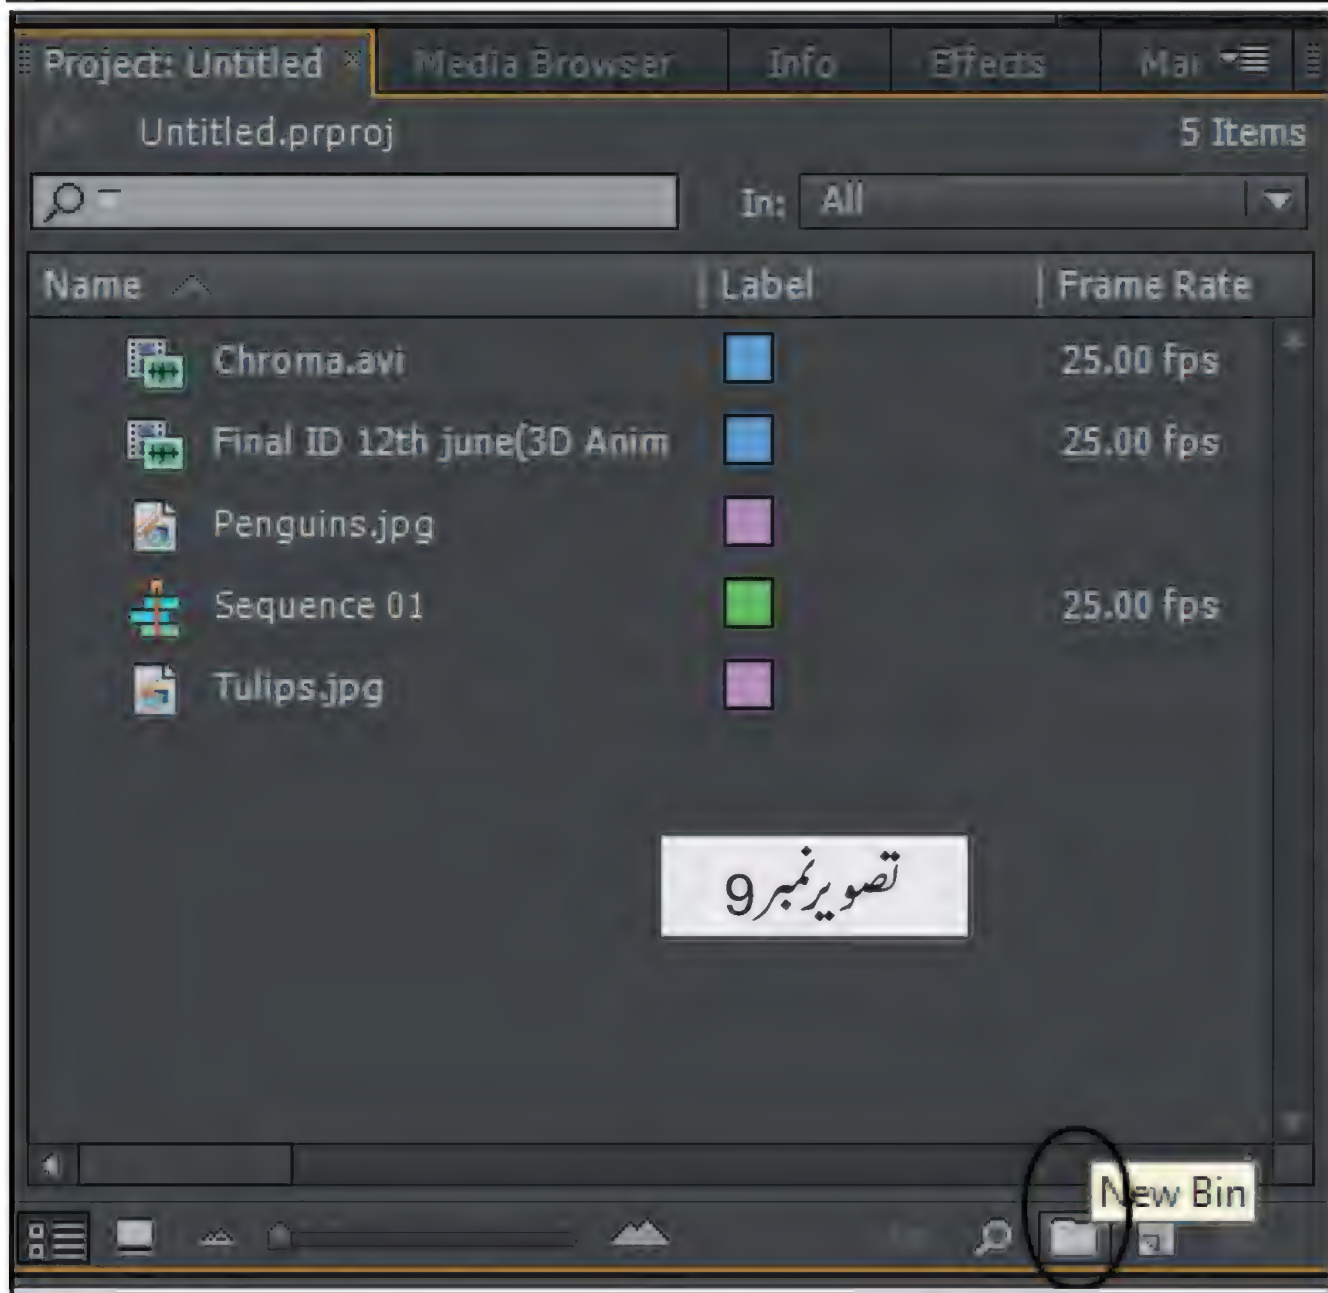 Project: Untitled × Media Browser Info Effects Mai
Untitled.prproj 5 Items
In: All
Name Label Frame Rate
Chroma.avi 25.00 fps
Final ID 12th june(3D Anim 25.00 fps
Penguins.jpg
Sequence 01 25.00 fps
Tulips.jpg
تصویر نمبر 9
New Bin